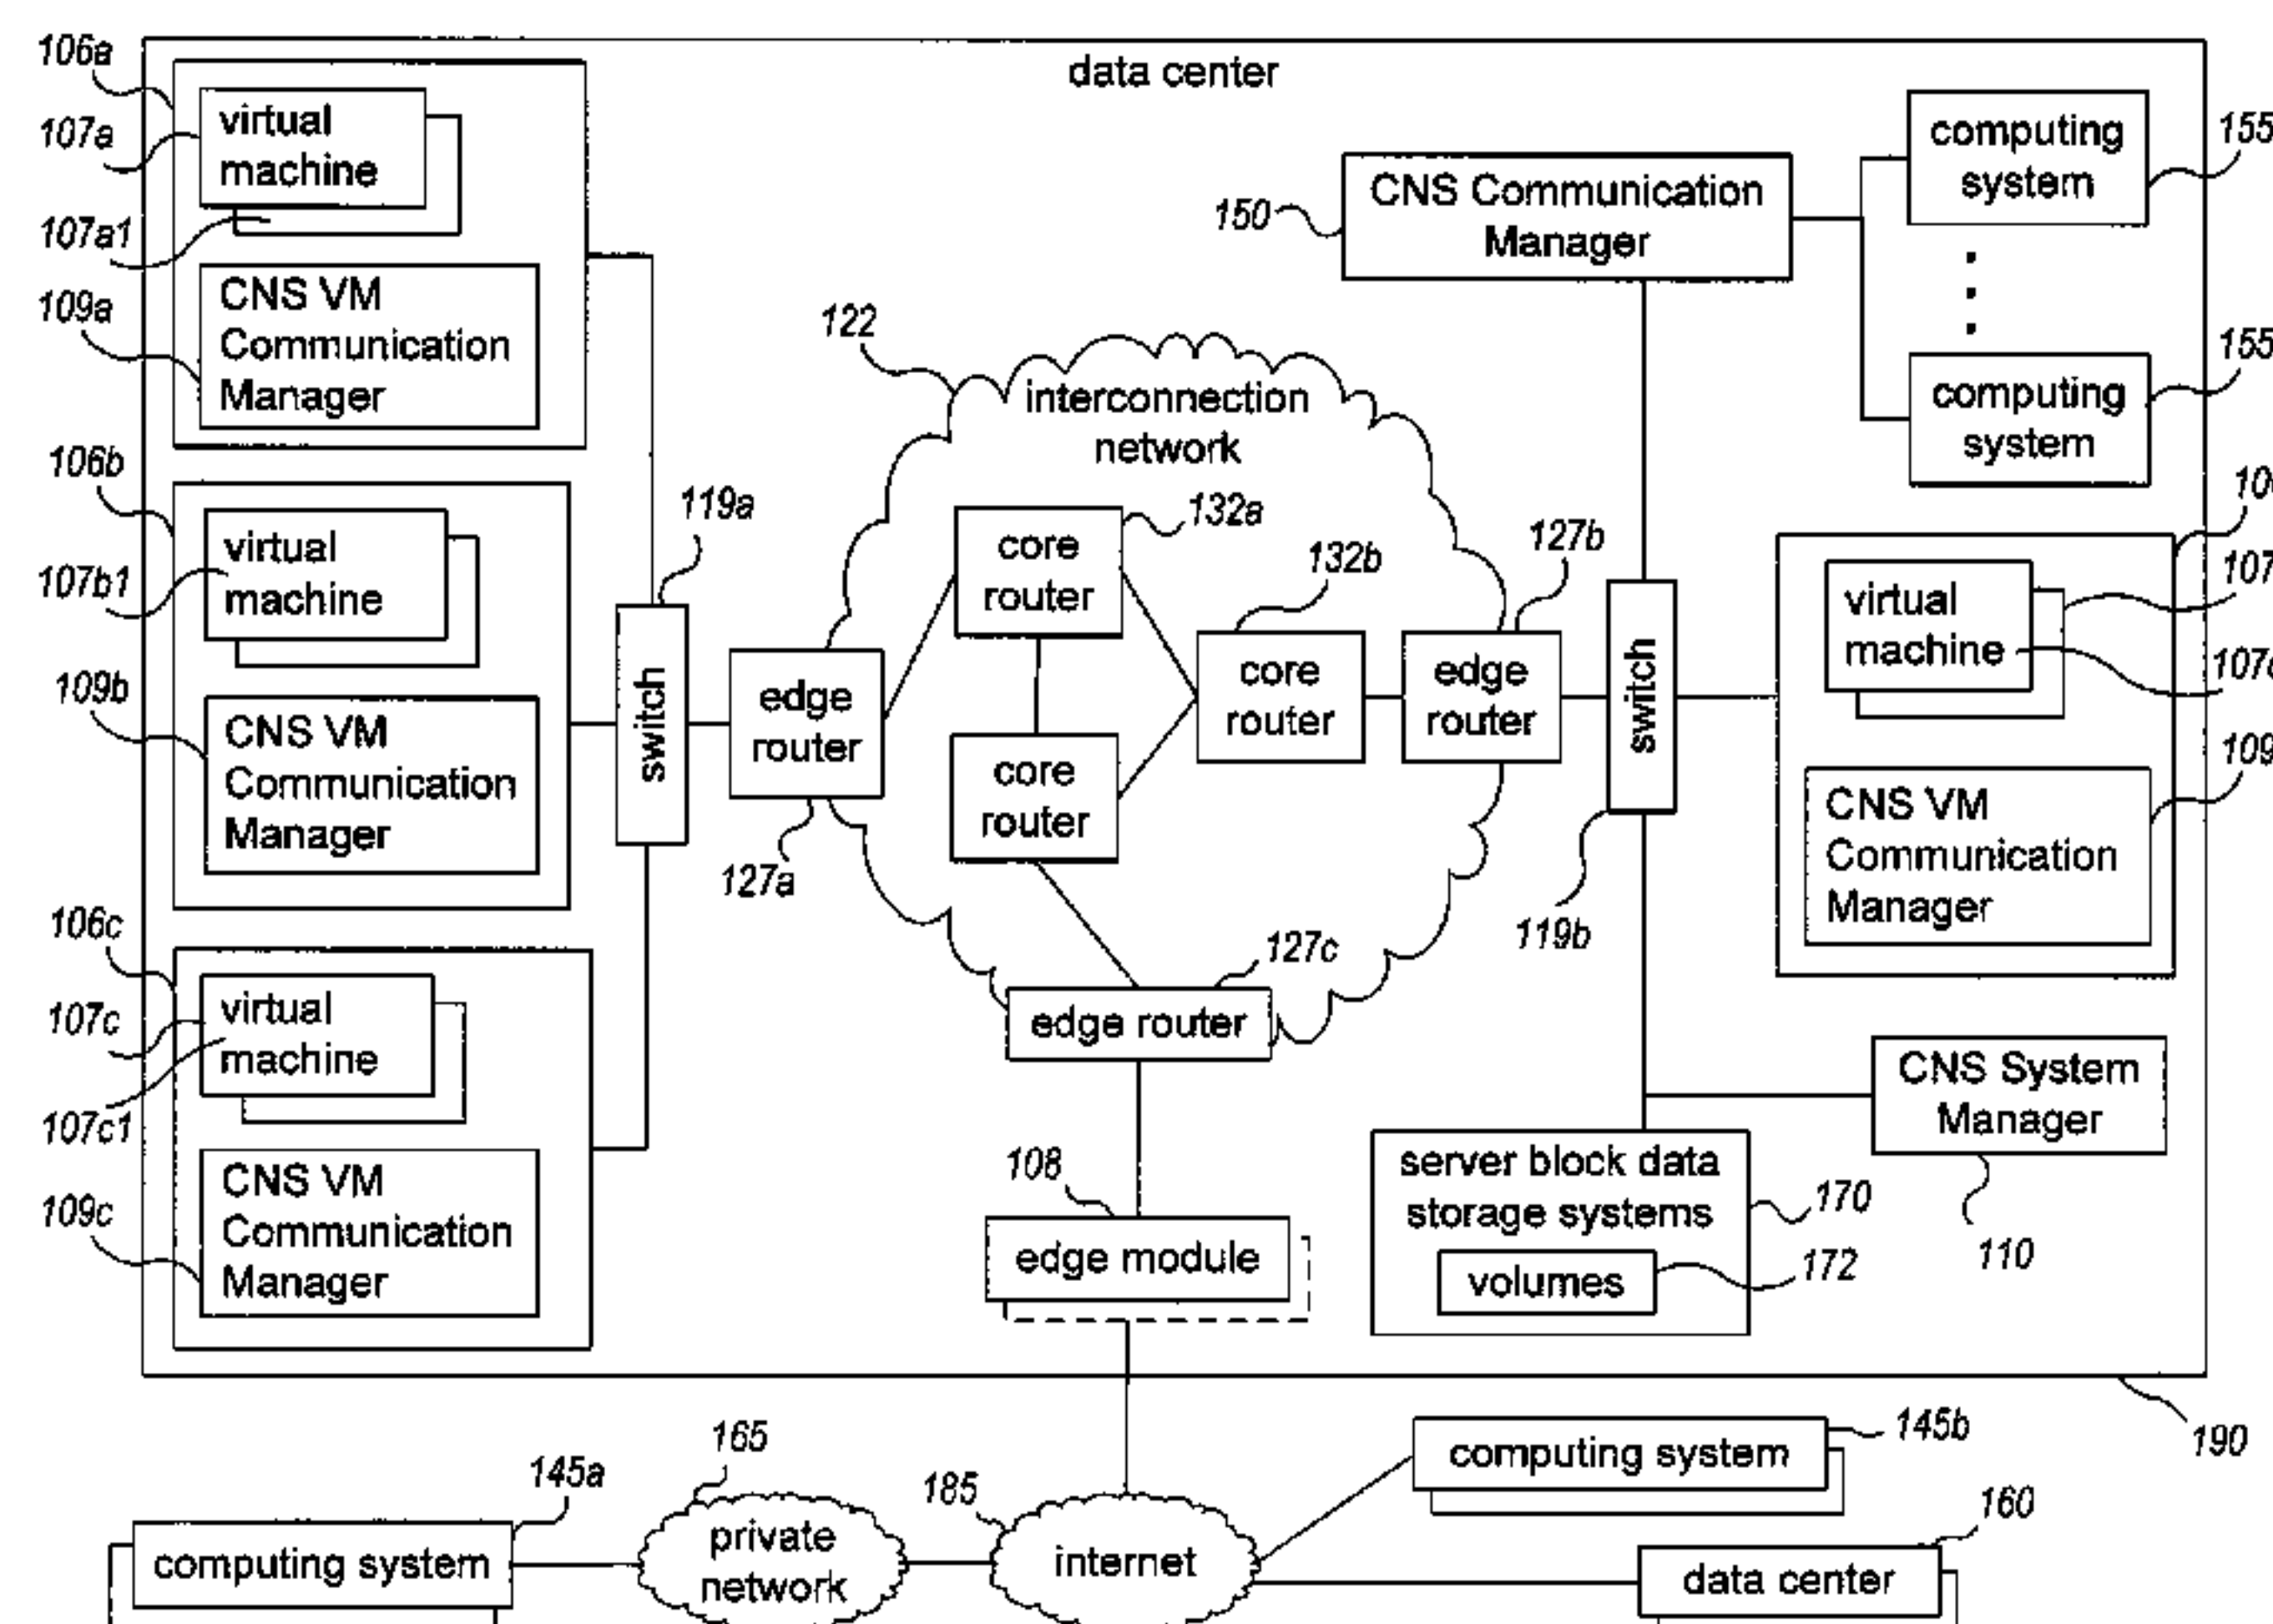 data center
106a
107a
virtual
machine
107a1
109a
CNS VM
Communication
Manager
106b
107b1
virtual
machine
109b
CNS VM
Communication
Manager
106c
107c
virtual
machine
107c1
109c
CNS VM
Communication
Manager
119a
switch
edge
router
127a
122
interconnection
network
core
router
132a
core
router
132b
core
router
edge
router
127b
edge router
127c
108
edge module
switch
119b
150
CNS Communication
Manager
computing
system
155
computing
system
155
virtual
machine
107
CNS VM
Communication
Manager
109
CNS System
Manager
110
server block data
storage systems
170
volumes
172
190
145a
computing system
165
private
network
185
internet
computing system
145b
160
data center